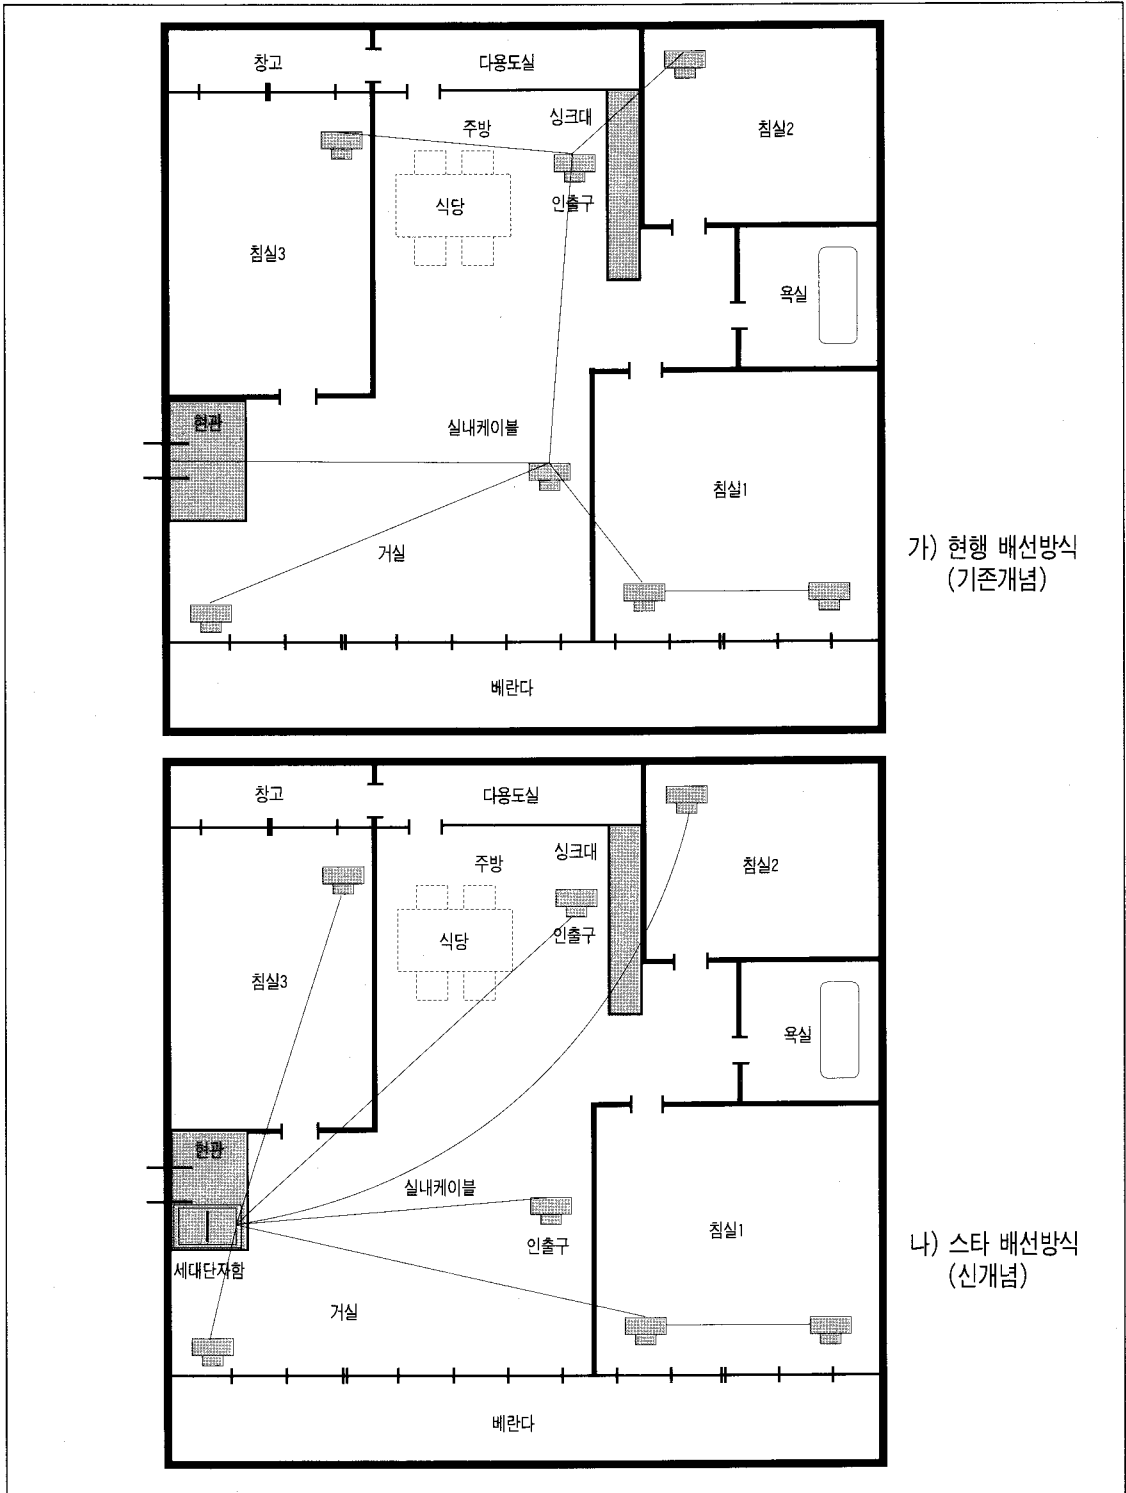 창고
다용도실
싱크대
침실2
주방
식당
인출구
침실3
욕실
현관
실내케이블
침실1
거실
베란다
가) 현행 배선방식
(기존개념)
창고
다용도실
싱크대
침실2
주방
식당
인출구
침실3
욕실
현관
실내케이블
인출구
침실1
세대단자함
거실
베란다
나) 스타 배선방식
(신개념)